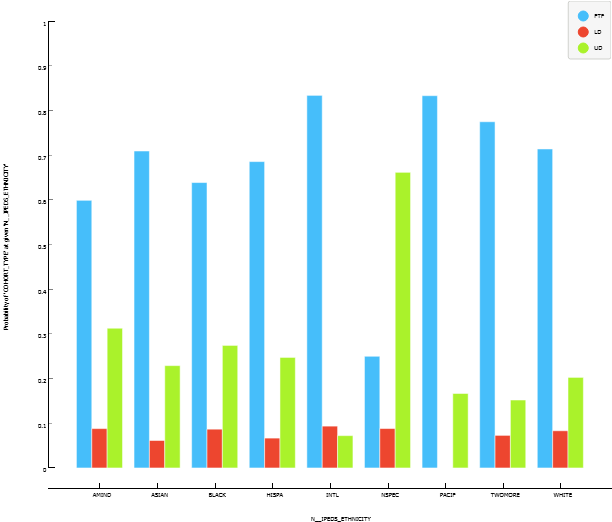 FTF
LD
UD
1
0.9
0.8
0.7
0.6
0.5
0.4
0.3
0.2
0.1
0
Probability of 'COHORT_TYPE' at given 'N__IPEDS_ETHNICITY'
AMIND ASIAN BLACK HISPA INTL NSPEC PACIF TWOMORE WHITE
N__IPEDS_ETHNICITY